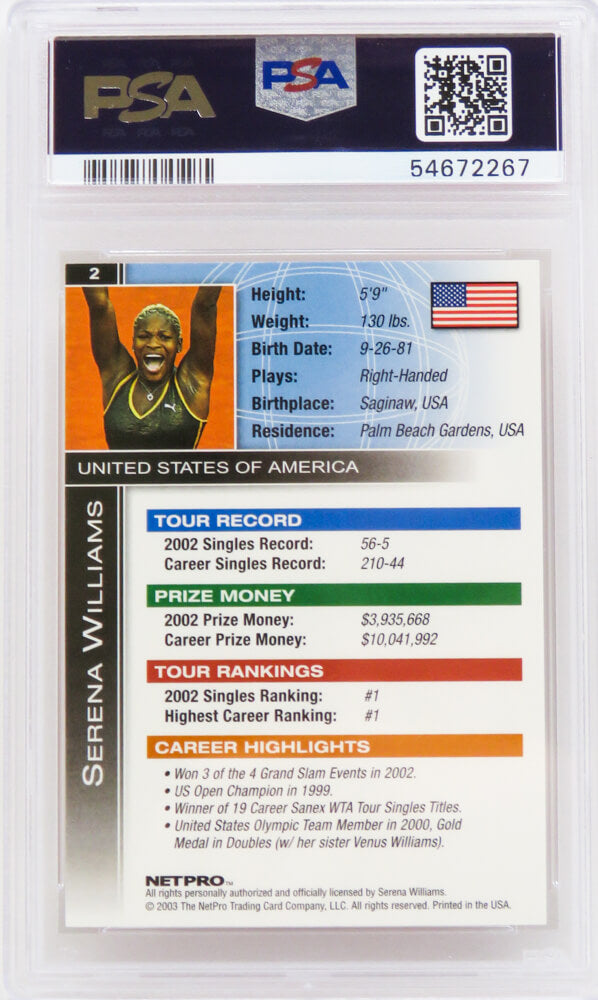 PSA
PSA
PSA PSA PSA
54672267
2
Height: 5'9"
Weight: 130 lbs.
Birth Date: 9-26-81
Plays: Right-Handed
Birthplace: Saginaw, USA
Residence: Palm Beach Gardens, USA
UNITED STATES OF AMERICA
SERENA WILLIAMS
TOUR RECORD
2002 Singles Record: 56-5
Career Singles Record: 210-44
PRIZE MONEY
2002 Prize Money: $3,935,668
Career Prize Money: $10,041,992
TOUR RANKINGS
2002 Singles Ranking: #1
Highest Career Ranking: #1
CAREER HIGHLIGHTS
• Won 3 of the 4 Grand Slam Events in 2002.
• US Open Champion in 1999.
• Winner of 19 Career Sanex WTA Tour Singles Titles.
• United States Olympic Team Member in 2000, Gold
Medal in Doubles (w/ her sister Venus Williams).
NETPRO™
All rights personally authorized and officially licensed by Serena Williams.
© 2003 The NetPro Trading Card Company, LLC. All rights reserved. Printed in the USA.